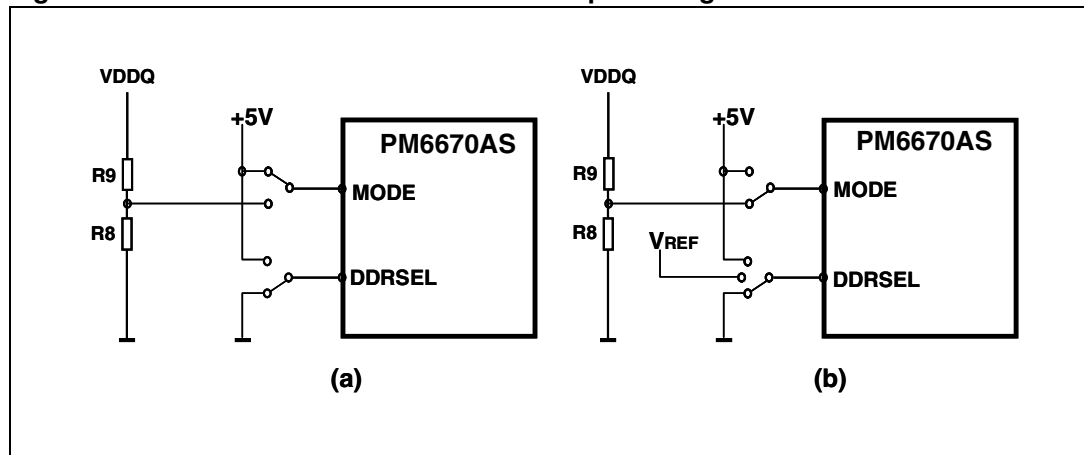 VDDQ
+5V
PM6670AS
R9
MODE
R8
DDRSEL
(a)
VDDQ
+5V
PM6670AS
R9
MODE
R8
VREF
DDRSEL
(b)